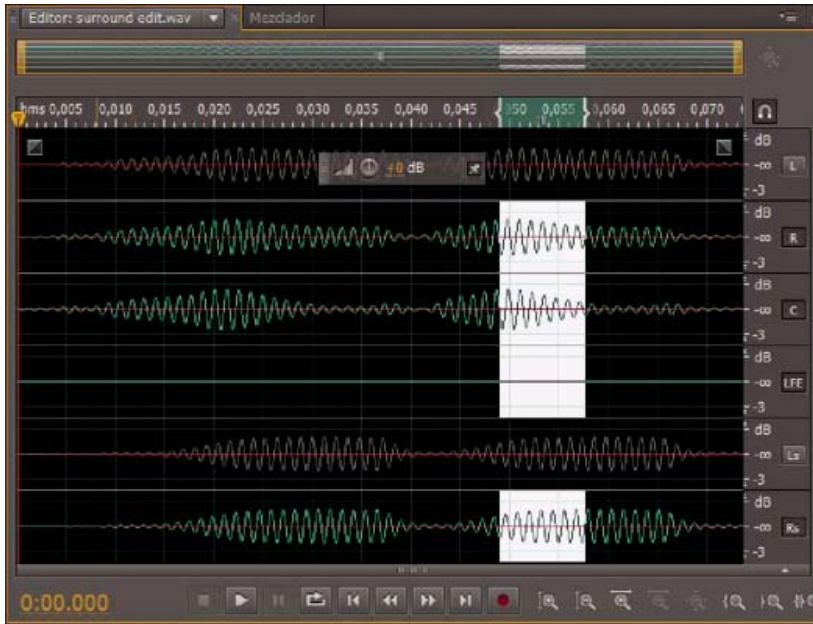 Editor: surround edit.wav Mezclador
hms 0,005 0,010 0,015 0,020 0,025 0,030 0,035 0,040 0,045 0,050 0,055 0,060 0,065 0,070
dB
-∞ L
-3
+0 dB
dB
-∞ R
-3
dB
-∞ C
-3
dB
-∞ LFE
-3
dB
-∞ Ls
-3
dB
-∞ Rs
-3
0:00.000